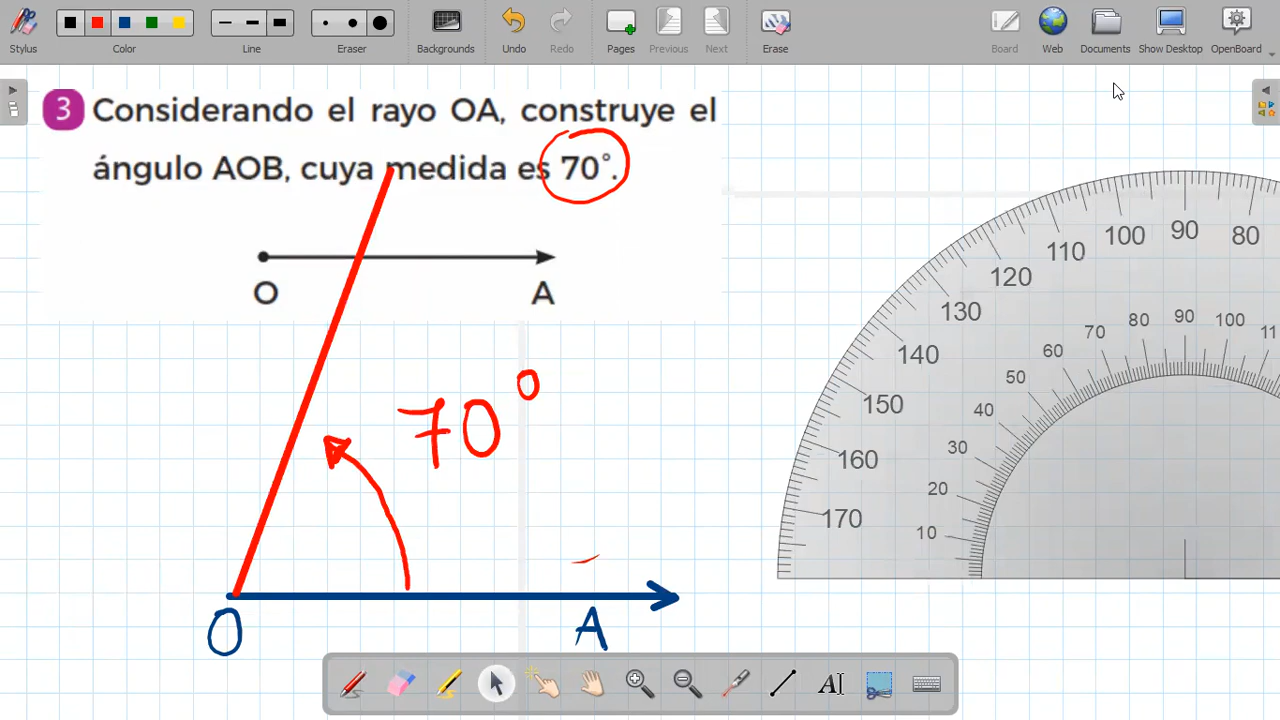 Stylus
Color
Line
Eraser
Backgrounds
Undo
Redo
Pages
Previous
Next
Erase
Board
Web
Documents
Show Desktop
OpenBoard
3 Considerando el rayo OA, construye el
ángulo AOB, cuya medida es 70°.
O A
70°
O A
170 160 150 140 130 120 110 100 90 80
10 20 30 40 50 60 70 80 90 100 11
AI